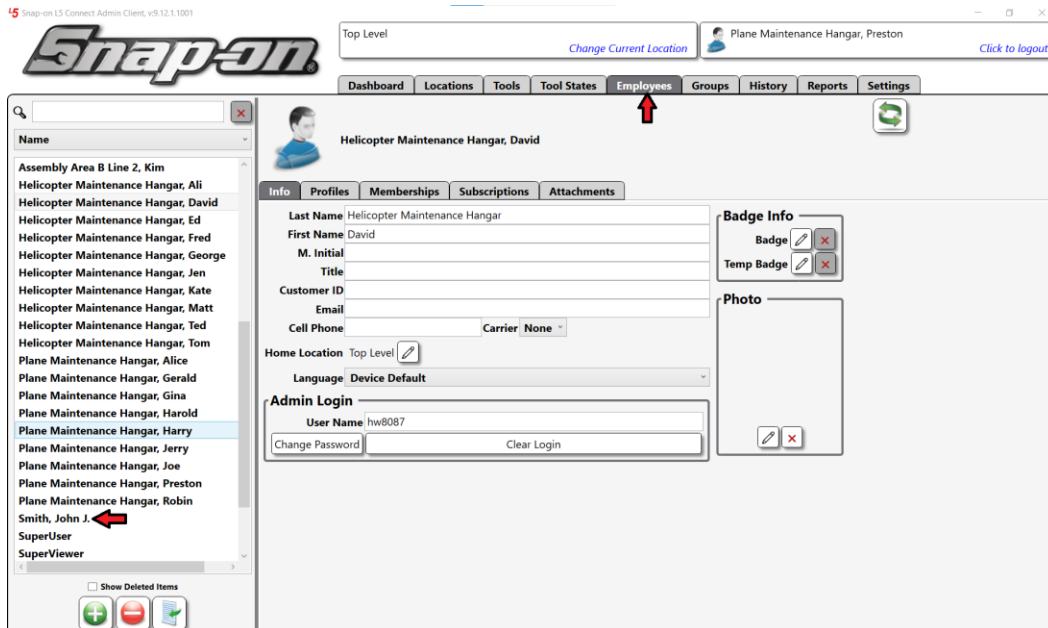 L5 Snap-on L5 Connect Admin Client, v:9.12.1.1001
Snap-on
Top Level
Change Current Location
Plane Maintenance Hangar, Preston
Click to logout
Dashboard Locations Tools Tool States Employees Groups History Reports Settings
Name
Assembly Area B Line 2, Kim
Helicopter Maintenance Hangar, Ali
Helicopter Maintenance Hangar, David
Helicopter Maintenance Hangar, Ed
Helicopter Maintenance Hangar, Fred
Helicopter Maintenance Hangar, George
Helicopter Maintenance Hangar, Jen
Helicopter Maintenance Hangar, Kate
Helicopter Maintenance Hangar, Matt
Helicopter Maintenance Hangar, Ted
Helicopter Maintenance Hangar, Tom
Plane Maintenance Hangar, Alice
Plane Maintenance Hangar, Gerald
Plane Maintenance Hangar, Gina
Plane Maintenance Hangar, Harold
Plane Maintenance Hangar, Harry
Plane Maintenance Hangar, Jerry
Plane Maintenance Hangar, Joe
Plane Maintenance Hangar, Preston
Plane Maintenance Hangar, Robin
Smith, John J.
SuperUser
SuperViewer
Show Deleted Items
Helicopter Maintenance Hangar, David
Info Profiles Memberships Subscriptions Attachments
Last Name Helicopter Maintenance Hangar
First Name David
M. Initial
Title
Customer ID
Email
Cell Phone Carrier None
Home Location Top Level
Language Device Default
Admin Login
User Name hw8087
Change Password Clear Login
Badge Info
Badge
Temp Badge
Photo